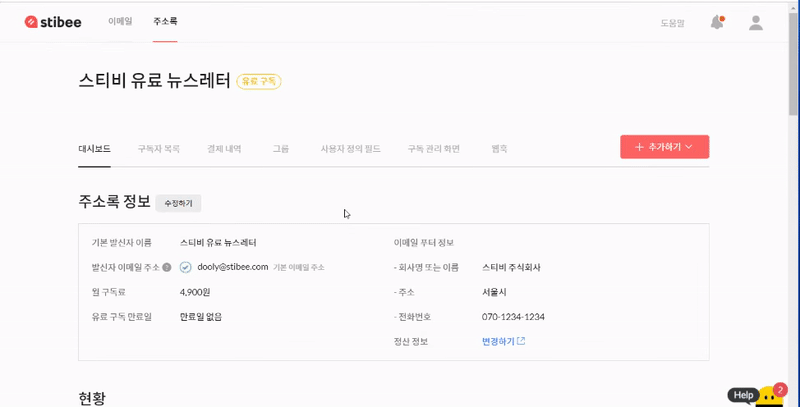 stibee 이메일 주소록 도움말
스티비 유료 뉴스레터 유료 구독
대시보드 구독자 목록 결제 내역 그룹 사용자 정의 필드 구독 관리 화면 웹훅 + 추가하기
주소록 정보 수정하기
기본 발신자 이름 스티비 유료 뉴스레터 이메일 푸터 정보
발신자 이메일 주소 dooly@stibee.com 기본 이메일 주소 - 회사명 또는 이름 스티비 주식회사
월 구독료 4,900원 - 주소 서울시
유료 구독 만료일 만료일 없음 - 전화번호 070-1234-1234
정산 정보 변경하기
현황
Help 2